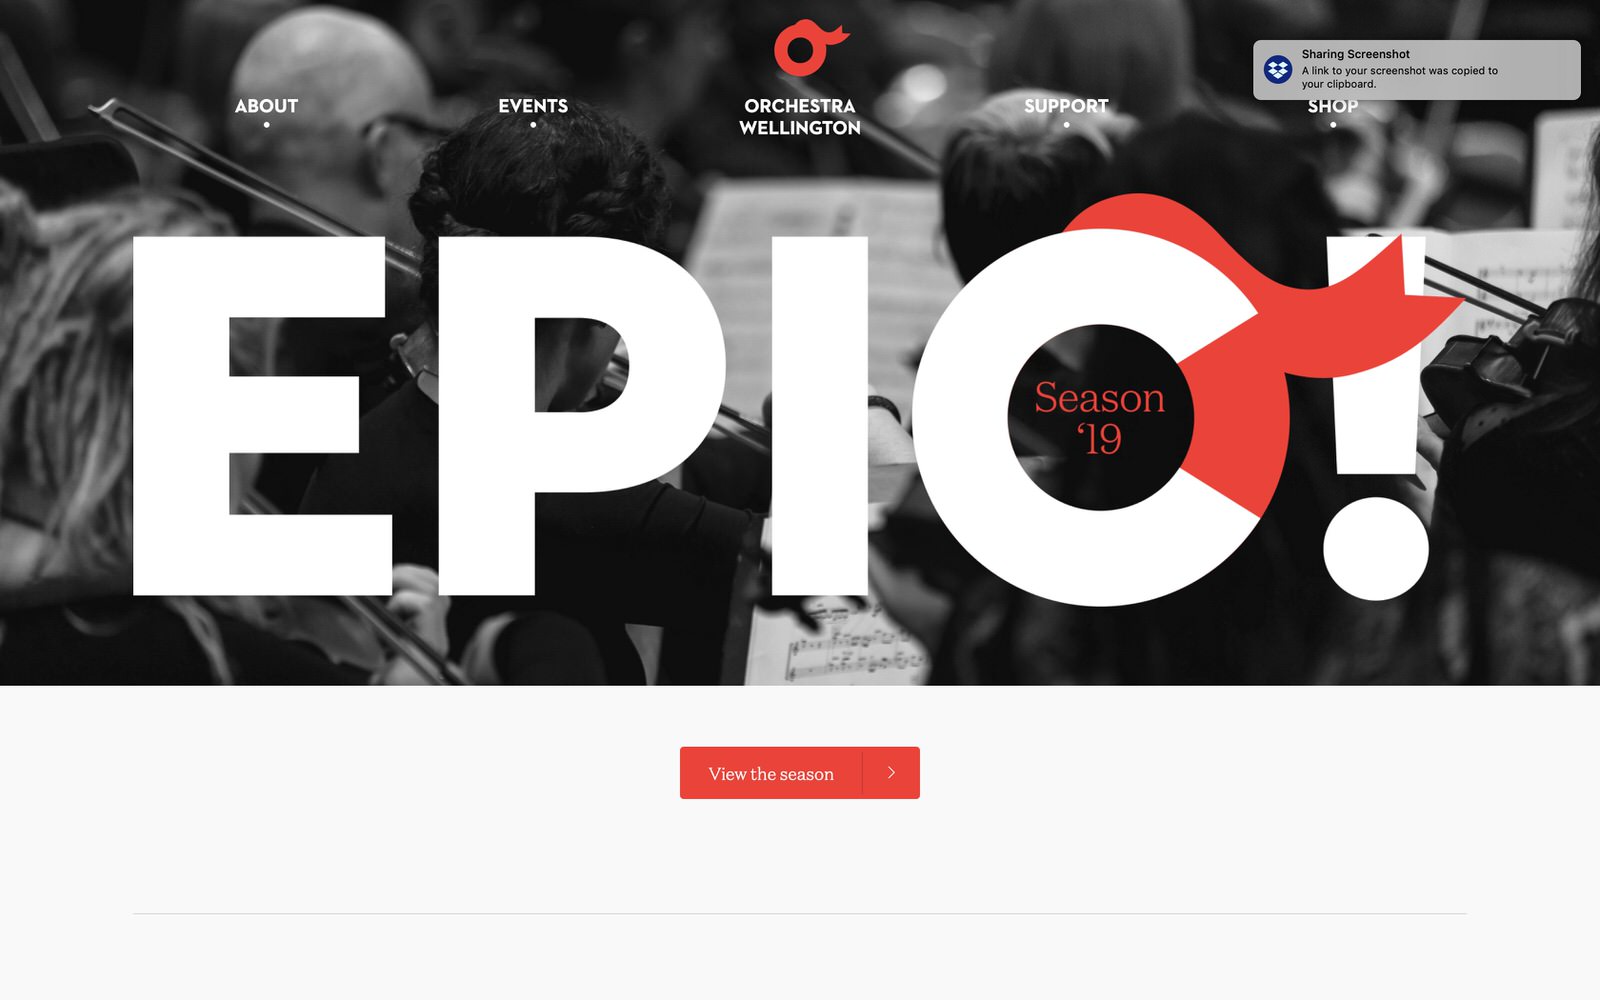 Sharing Screenshot
A link to your screenshot was copied to
your clipboard.
ABOUT
EVENTS
ORCHESTRA
WELLINGTON
SUPPORT
SHOP
EPIC!
Season
‘19
View the season